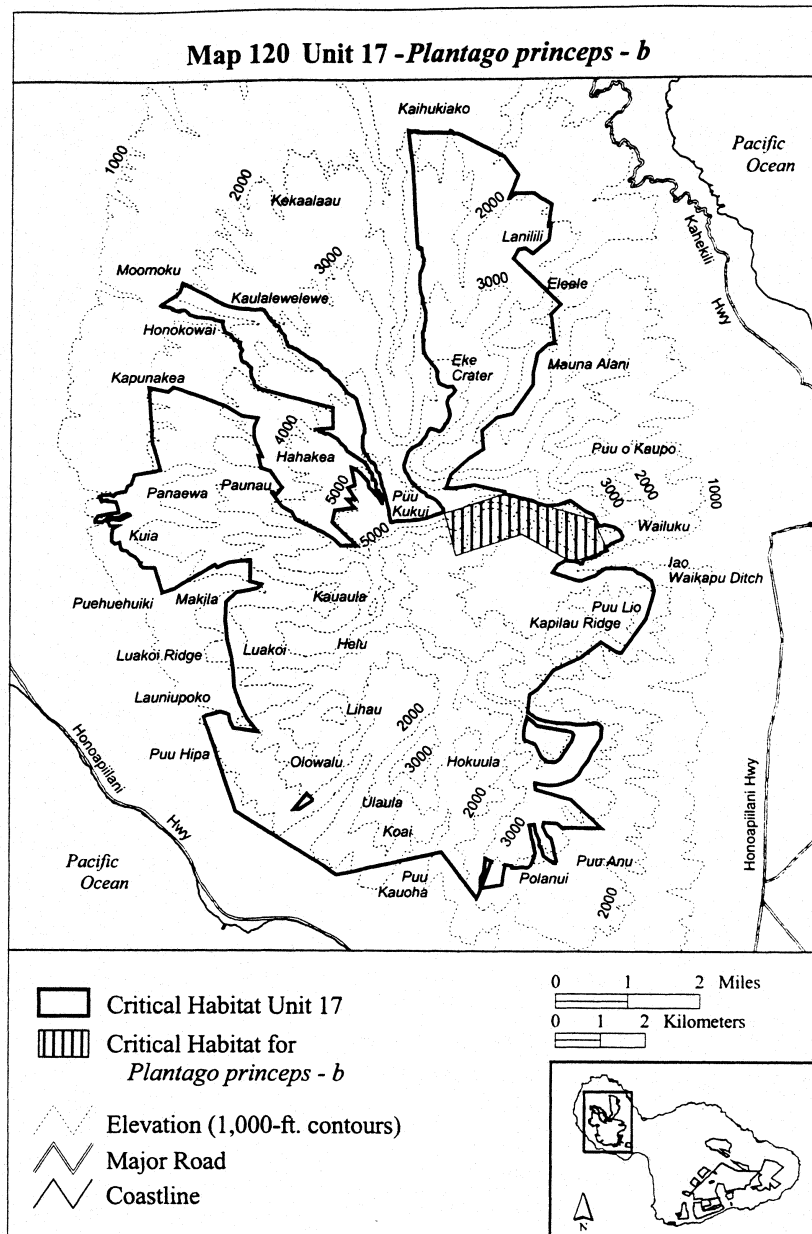 Map 120 Unit 17 - Plantago princeps - b
Kaihukiako
Pacific
Ocean
1000
2000
Kekaalaau
2000
Lanilili
Kahekili
Hwy
3000
Moomoku
Kaulalewelewe
3000
Eleele
Honokowai
Eke
Crater
Mauna Alani
Kapunakea
4000
Hahakea
Puu o Kaupo
3000
2000
1000
Panaewa
Paunau
5000
Puu
Kukui
5000
Wailuku
Kuia
Iao
Waikapu Ditch
Puehuehuiki
Makila
Kauaula
Puu Lio
Kapilau Ridge
Luakoi Ridge
Luakoi
Helu
Launiupoko
Lihau
2000
Puu Hipa
Olowalu
3000
Hokuula
Honoapiilani
Hwy
Ulaula
2000
Koai
3000
Honoapiilani Hwy
Pacific
Ocean
Puu
Kauoha
Polanui
Puu Anu
2000
Critical Habitat Unit 17
Critical Habitat for
Plantago princeps - b
Elevation (1,000-ft. contours)
Major Road
Coastline
0 1 2 Miles
0 1 2 Kilometers
N